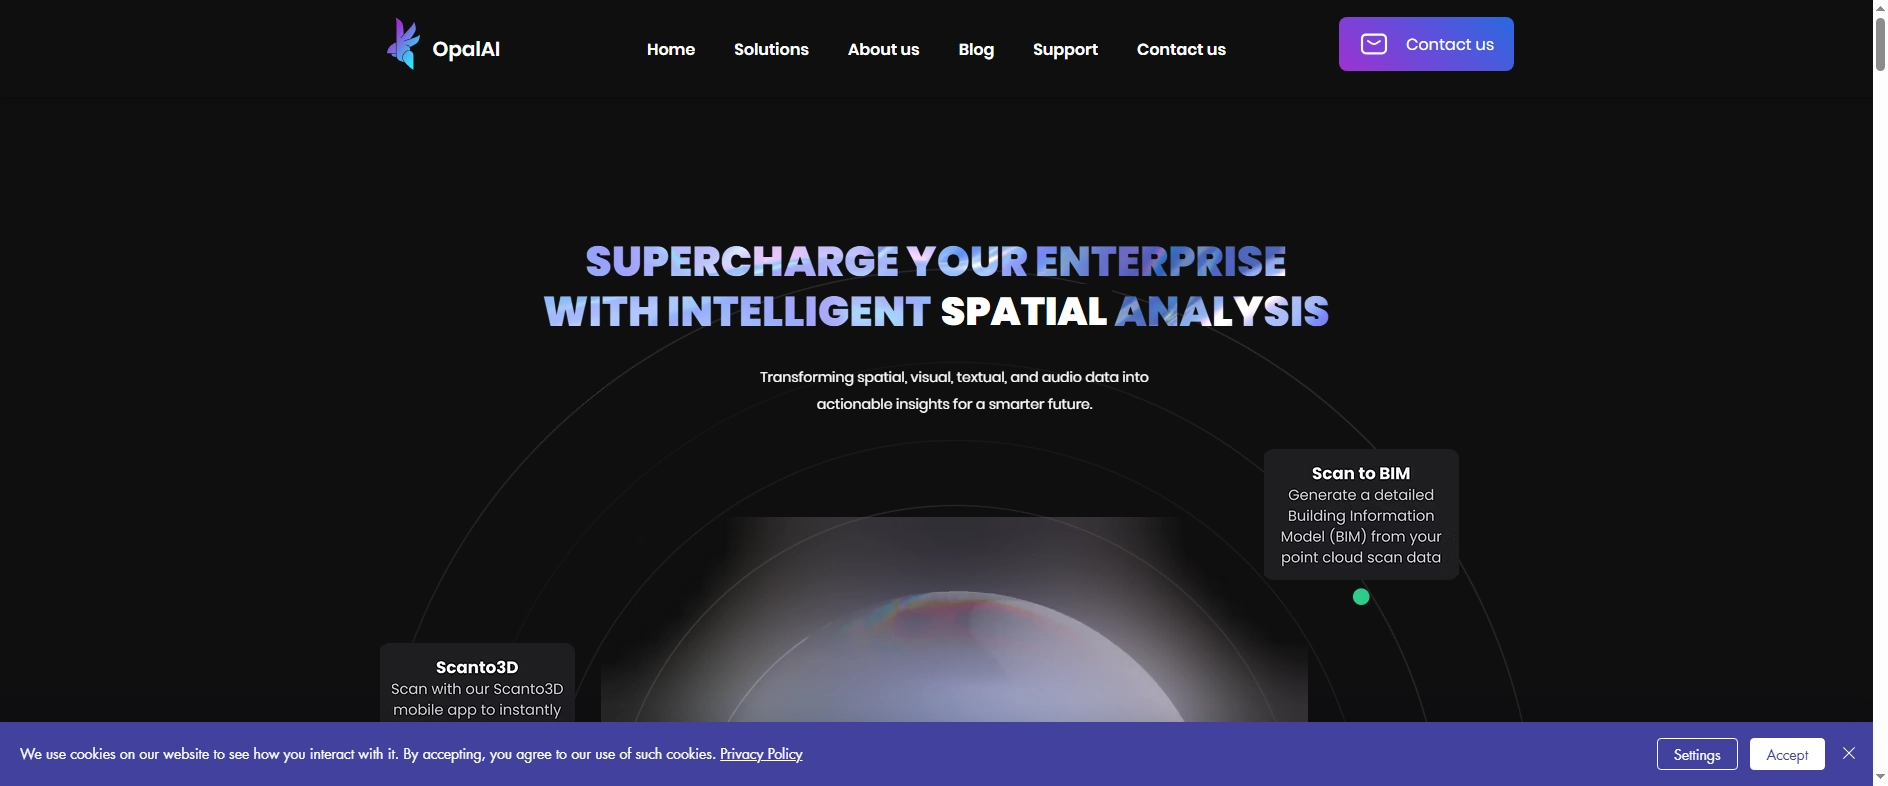 OpalAI
Home Solutions About us Blog Support Contact us
Contact us
SUPERCHARGE YOUR ENTERPRISE
WITH INTELLIGENT SPATIAL ANALYSIS
Transforming spatial, visual, textual, and audio data into
actionable insights for a smarter future.
Scan to BIM
Generate a detailed
Building Information
Model (BIM) from your
point cloud scan data
Scanto3D
Scan with our Scanto3D
mobile app to instantly
We use cookies on our website to see how you interact with it. By accepting, you agree to our use of such cookies. Privacy Policy
Settings
Accept